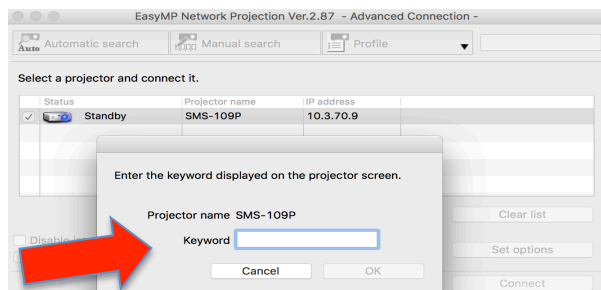 EasyMP Network Projection Ver.2.87 - Advanced Connection -
Auto Automatic search Manual search Profile
Select a projector and connect it.
Status Projector name IP address
Standby SMS-109P 10.3.70.9
Enter the keyword displayed on the projector screen.
Projector name SMS-109P
Clear list
Keyword
Set options
Cancel OK
Connect